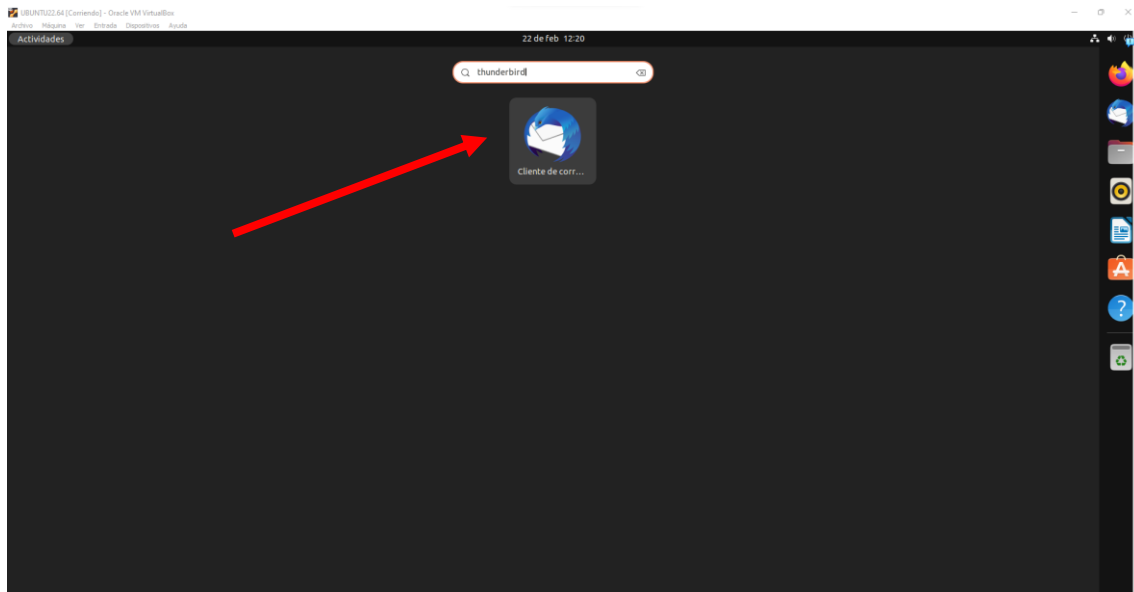 UBUNTU22.64 [Corriendo] - Oracle VM VirtualBox
Archivo Máquina Ver Entrada Dispositivos Ayuda
Actividades 22 de feb 12:20
thunderbird
Cliente de corr...